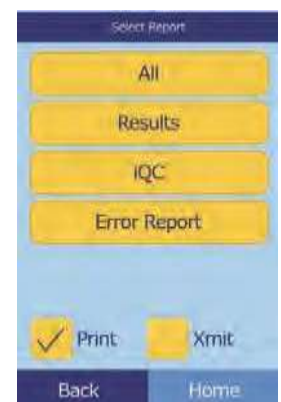 Select Report
All
Results
iQC
Error Report
Print Xmit
Back Home